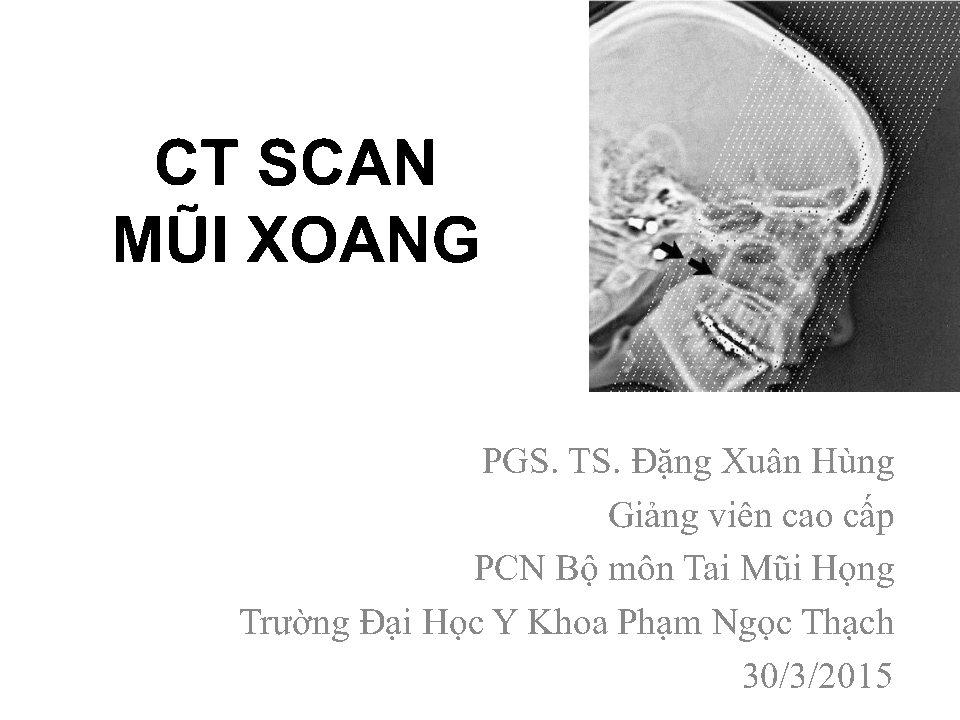 CT SCAN
MŨI XOANG
PGS. TS. Đặng Xuân Hùng
Giảng viên cao cấp
PCN Bộ môn Tai Mũi Họng
Trường Đại Học Y Khoa Phạm Ngọc Thạch
30/3/2015